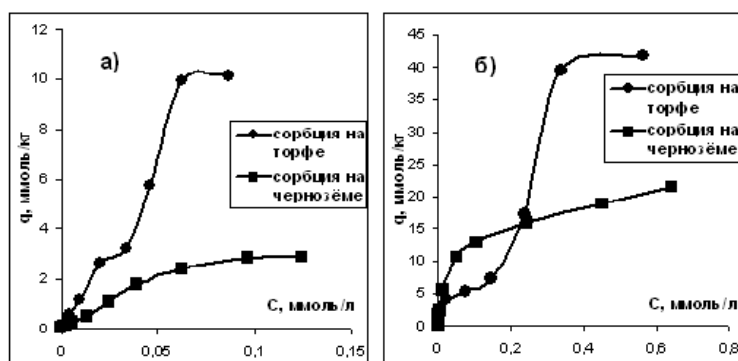 а)
q, ммоль/кг
12
10
8
6
4
2
0
0
0,05
0,1
0,15
C, ммоль/л
сорбция на
торфе
сорбция на
чернозёме
б)
q, ммоль/кг
45
40
35
30
25
20
15
10
5
0
0
0,2
0,4
0,6
0,8
C, ммоль/л
сорбция на
торфе
сорбция на
чернозёме